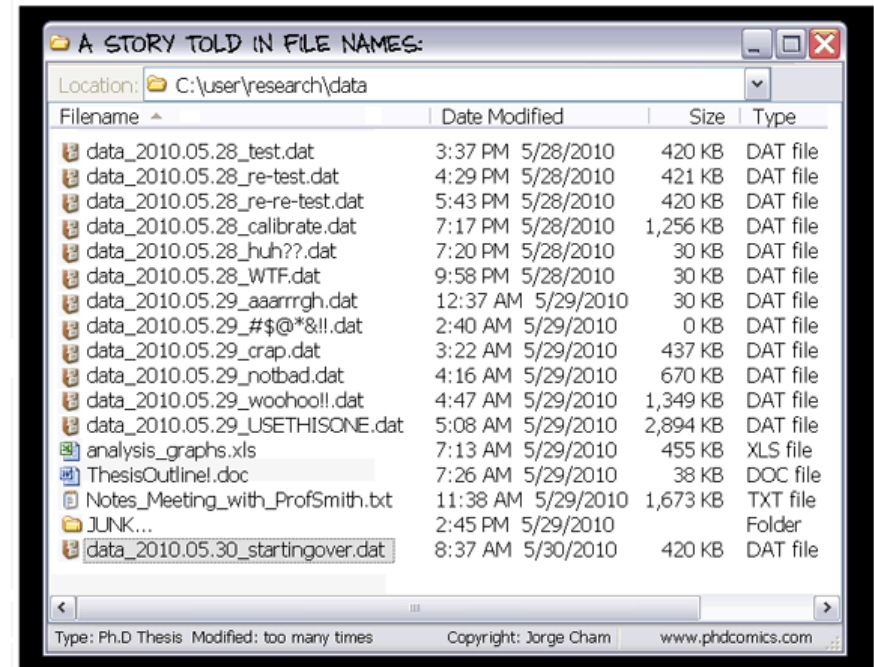 A STORY TOLD IN FILE NAMES:
Location: C:\user\research\data
Filename Date Modified Size Type
data_2010.05.28_test.dat 3:37 PM 5/28/2010 420 KB DAT file
data_2010.05.28_re-test.dat 4:29 PM 5/28/2010 421 KB DAT file
data_2010.05.28_re-re-test.dat 5:43 PM 5/28/2010 420 KB DAT file
data_2010.05.28_calibrate.dat 7:17 PM 5/28/2010 1,256 KB DAT file
data_2010.05.28_huh??.dat 7:20 PM 5/28/2010 30 KB DAT file
data_2010.05.28_WTF.dat 9:58 PM 5/28/2010 30 KB DAT file
data_2010.05.29_aaarrrgh.dat 12:37 AM 5/29/2010 30 KB DAT file
data_2010.05.29_#$@*&!!.dat 2:40 AM 5/29/2010 0 KB DAT file
data_2010.05.29_crap.dat 3:22 AM 5/29/2010 437 KB DAT file
data_2010.05.29_notbad.dat 4:16 AM 5/29/2010 670 KB DAT file
data_2010.05.29_woohoo!!.dat 4:47 AM 5/29/2010 1,349 KB DAT file
data_2010.05.29_USETHISONE.dat 5:08 AM 5/29/2010 2,894 KB DAT file
analysis_graphs.xls 7:13 AM 5/29/2010 455 KB XLS file
ThesisOutline!.doc 7:26 AM 5/29/2010 38 KB DOC file
Notes_Meeting_with_ProfSmith.txt 11:38 AM 5/29/2010 1,673 KB TXT file
JUNK... 2:45 PM 5/29/2010 Folder
data_2010.05.30_startingover.dat 8:37 AM 5/30/2010 420 KB DAT file
Type: Ph.D Thesis Modified: too many times Copyright: Jorge Cham www.phdcomics.com